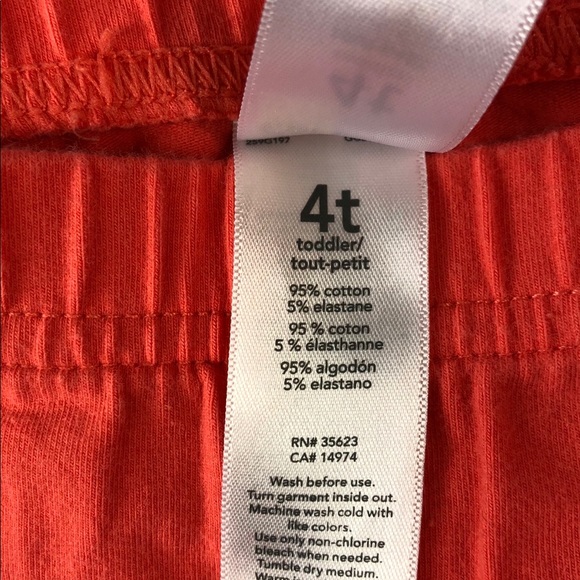 4t
269G197
4t
toddler/
tout-petit
95% cotton
5% elastane
95 % coton
5 % élasthanne
95% algodón
5% elastano
RN# 35623
CA# 14974
Wash before use.
Turn garment inside out.
Machine wash cold with
like colors.
Use only non-chlorine
bleach when needed.
Tumble dry medium.